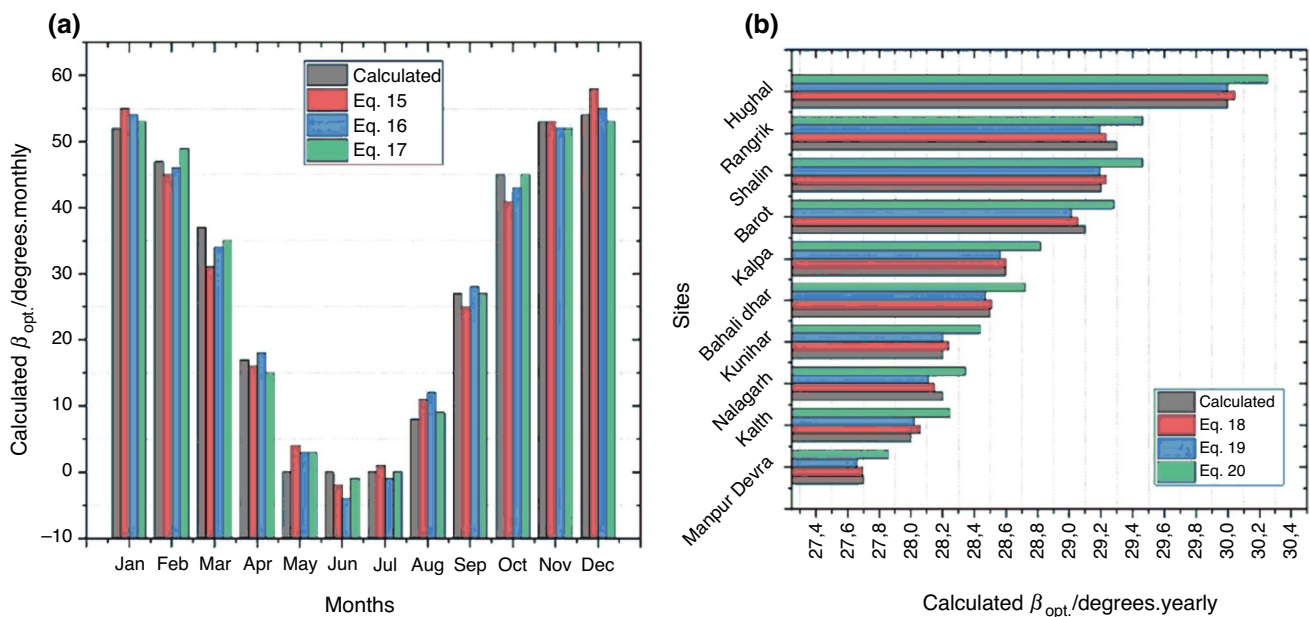 (a)
60
50
40
30
20
10
0
–10
Calculated β opt./degrees.monthly
Calculated
Eq. 15
Eq. 16
Eq. 17
Jan Feb Mar Apr May Jun Jul Aug Sep Oct Nov Dec
Months
(b)
Sites
Hughal
Rangrik
Shalin
Barot
Kalpa
Bahali dhar
Kunihar
Nalagarh
Kalth
Manpur Devra
Calculated
Eq. 18
Eq. 19
Eq. 20
27,4 27,6 27,8 28,0 28,2 28,4 28,6 28,8 29,0 29,2 29,4 29,6 29,8 30,0 30,2 30,4
Calculated β opt./degrees.yearly